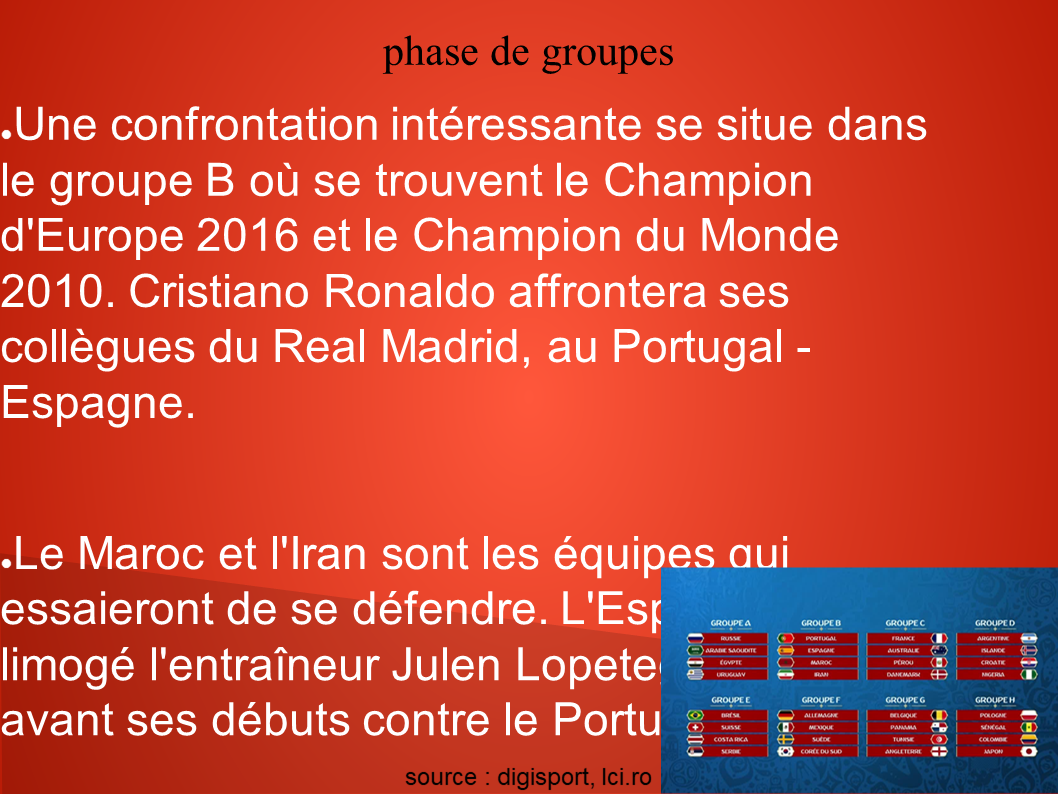 phase de groupes
●Une confrontation intéressante se situe dans
le groupe B où se trouvent le Champion
d'Europe 2016 et le Champion du Monde
2010. Cristiano Ronaldo affrontera ses
collègues du Real Madrid, au Portugal -
Espagne.
●Le Maroc et l'Iran sont les équipes qui
essaieront de se défendre. L'Esp
limogé l'entraîneur Julen Lopeteg
avant ses débuts contre le Portu
GROUPE A GROUPE B GROUPE C GROUPE D
RUSSIE PORTUGAL FRANCE ARGENTINE
ARABIE SAOUDITE ESPAGNE AUSTRALIE ISLANDE
ÉGYPTE MAROC PÉROU CROATIE
URUGUAY IRAN DANEMARK NIGERIA
GROUPE E GROUPE F GROUPE G GROUPE H
BRÉSIL ALLEMAGNE BELGIQUE POLOGNE
SUISSE MEXIQUE PANAMA SÉNÉGAL
COSTA RICA SUÈDE TUNISIE COLOMBIE
SERBIE CORÉE DU SUD ANGLETERRE JAPON
source : digisport, lci.ro